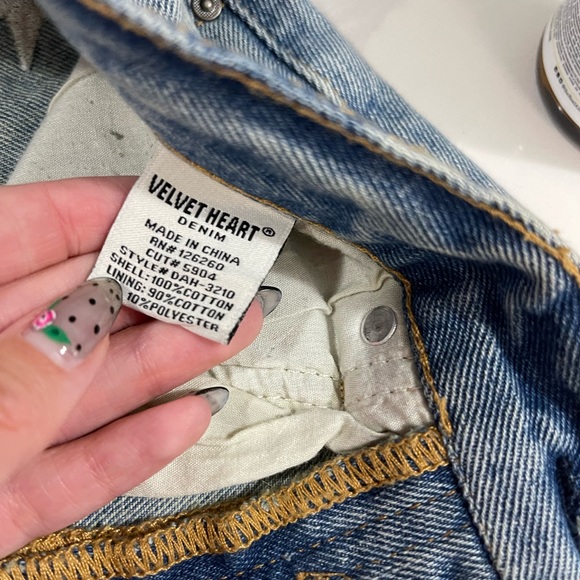 VELVET HEART®
DENIM
MADE IN CHINA
RN# 126260
CUT# 5904
STYLE# DAH-3210
SHELL: 100%COTTON
LINING: 90%COTTON
10%POLYESTER